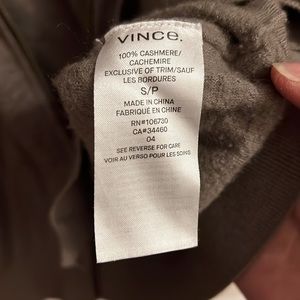 VINCE.
100% CASHMERE/
CACHEMIRE
EXCLUSIVE OF TRIM/SAUF
LES BORDURES
S/P
MADE IN CHINA
FABRIQUÉ EN CHINE
RN#106730
CA#34460
04
SEE REVERSE FOR CARE
VOIR AU VERSO POUR LES SOINS